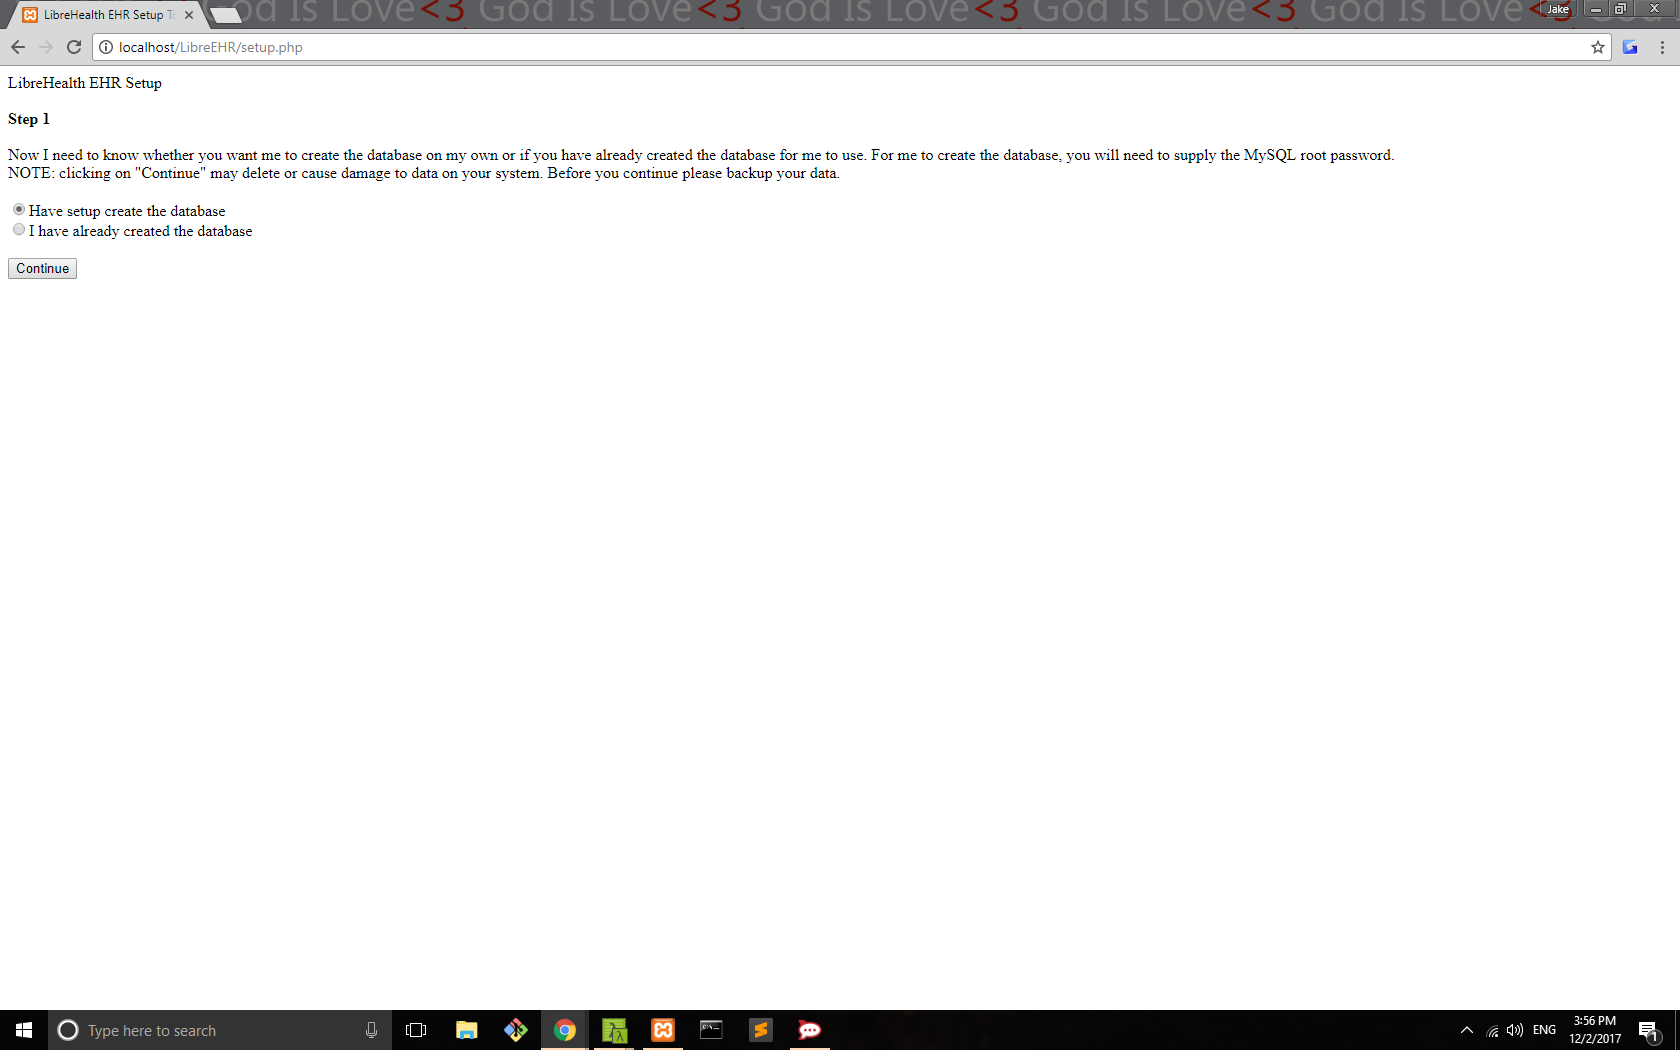 God Is Love<3 God Is Love<3 God Is Love<3 God Is Love<3 God Is Love<3 God Is
LibreHealth EHR Setup To
Jake
localhost/LibreEHR/setup.php
LibreHealth EHR Setup
Step 1
Now I need to know whether you want me to create the database on my own or if you have already created the database for me to use. For me to create the database, you will need to supply the MySQL root password.
NOTE: clicking on "Continue" may delete or cause damage to data on your system. Before you continue please backup your data.
Have setup create the database
I have already created the database
Continue
Type here to search
ENG
3:56 PM
12/2/2017
1